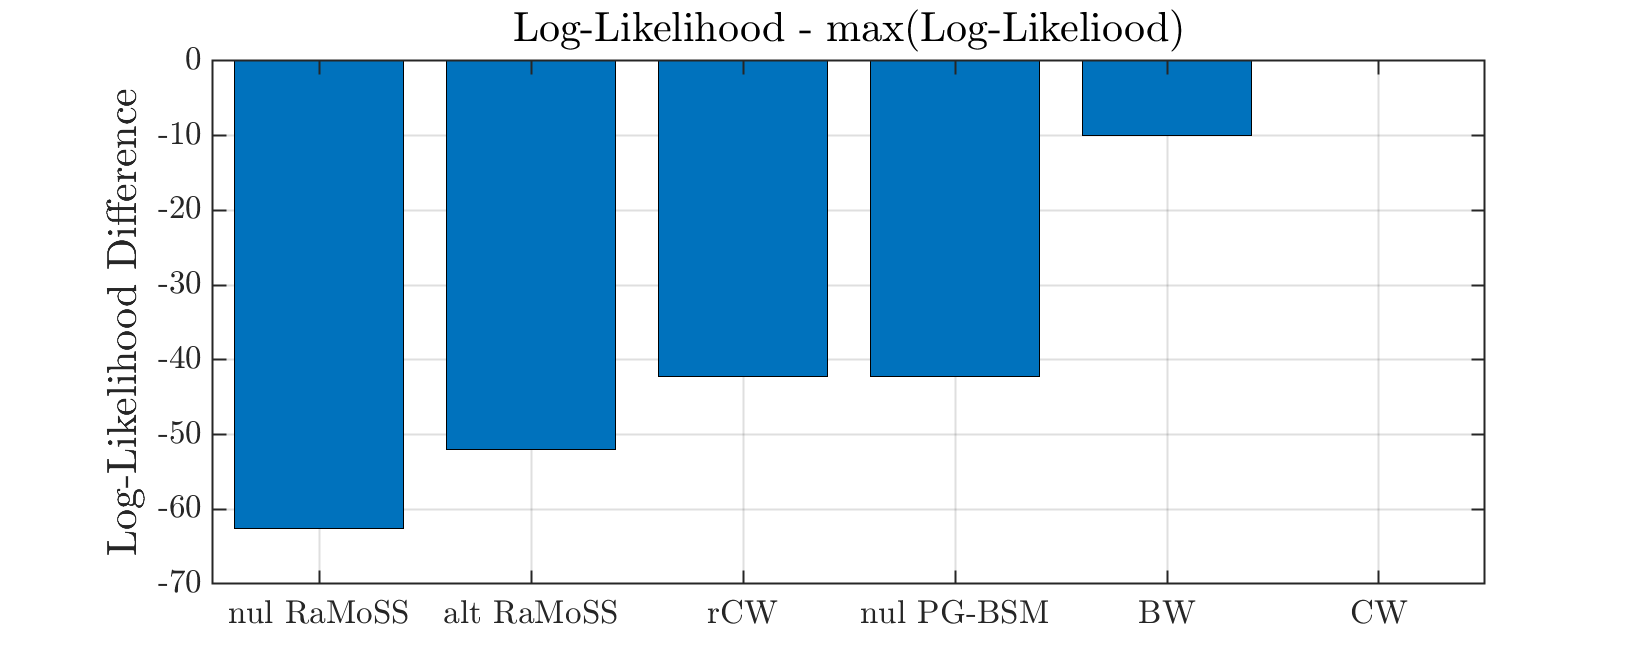 Log-Likelihood - max(Log-Likeliood)
Log-Likelihood Difference
0
-10
-20
-30
-40
-50
-60
-70
nul RaMoSS
alt RaMoSS
rCW
nul PG-BSM
BW
CW